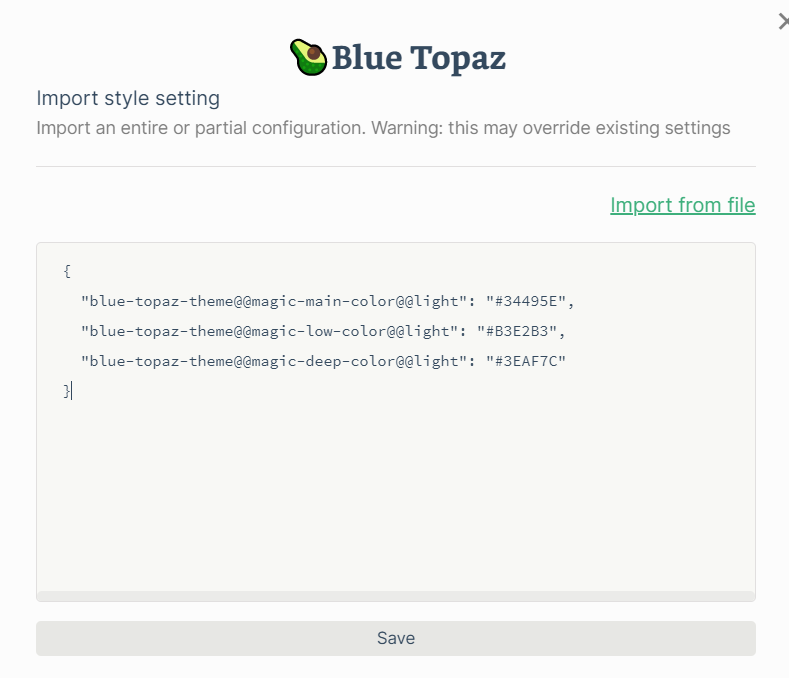 Blue Topaz
Import style setting
Import an entire or partial configuration. Warning: this may override existing settings
Import from file
{
"blue-topaz-theme@@magic-main-color@@light": "#34495E",
"blue-topaz-theme@@magic-low-color@@light": "#B3E2B3",
"blue-topaz-theme@@magic-deep-color@@light": "#3EAF7C"
}
Save